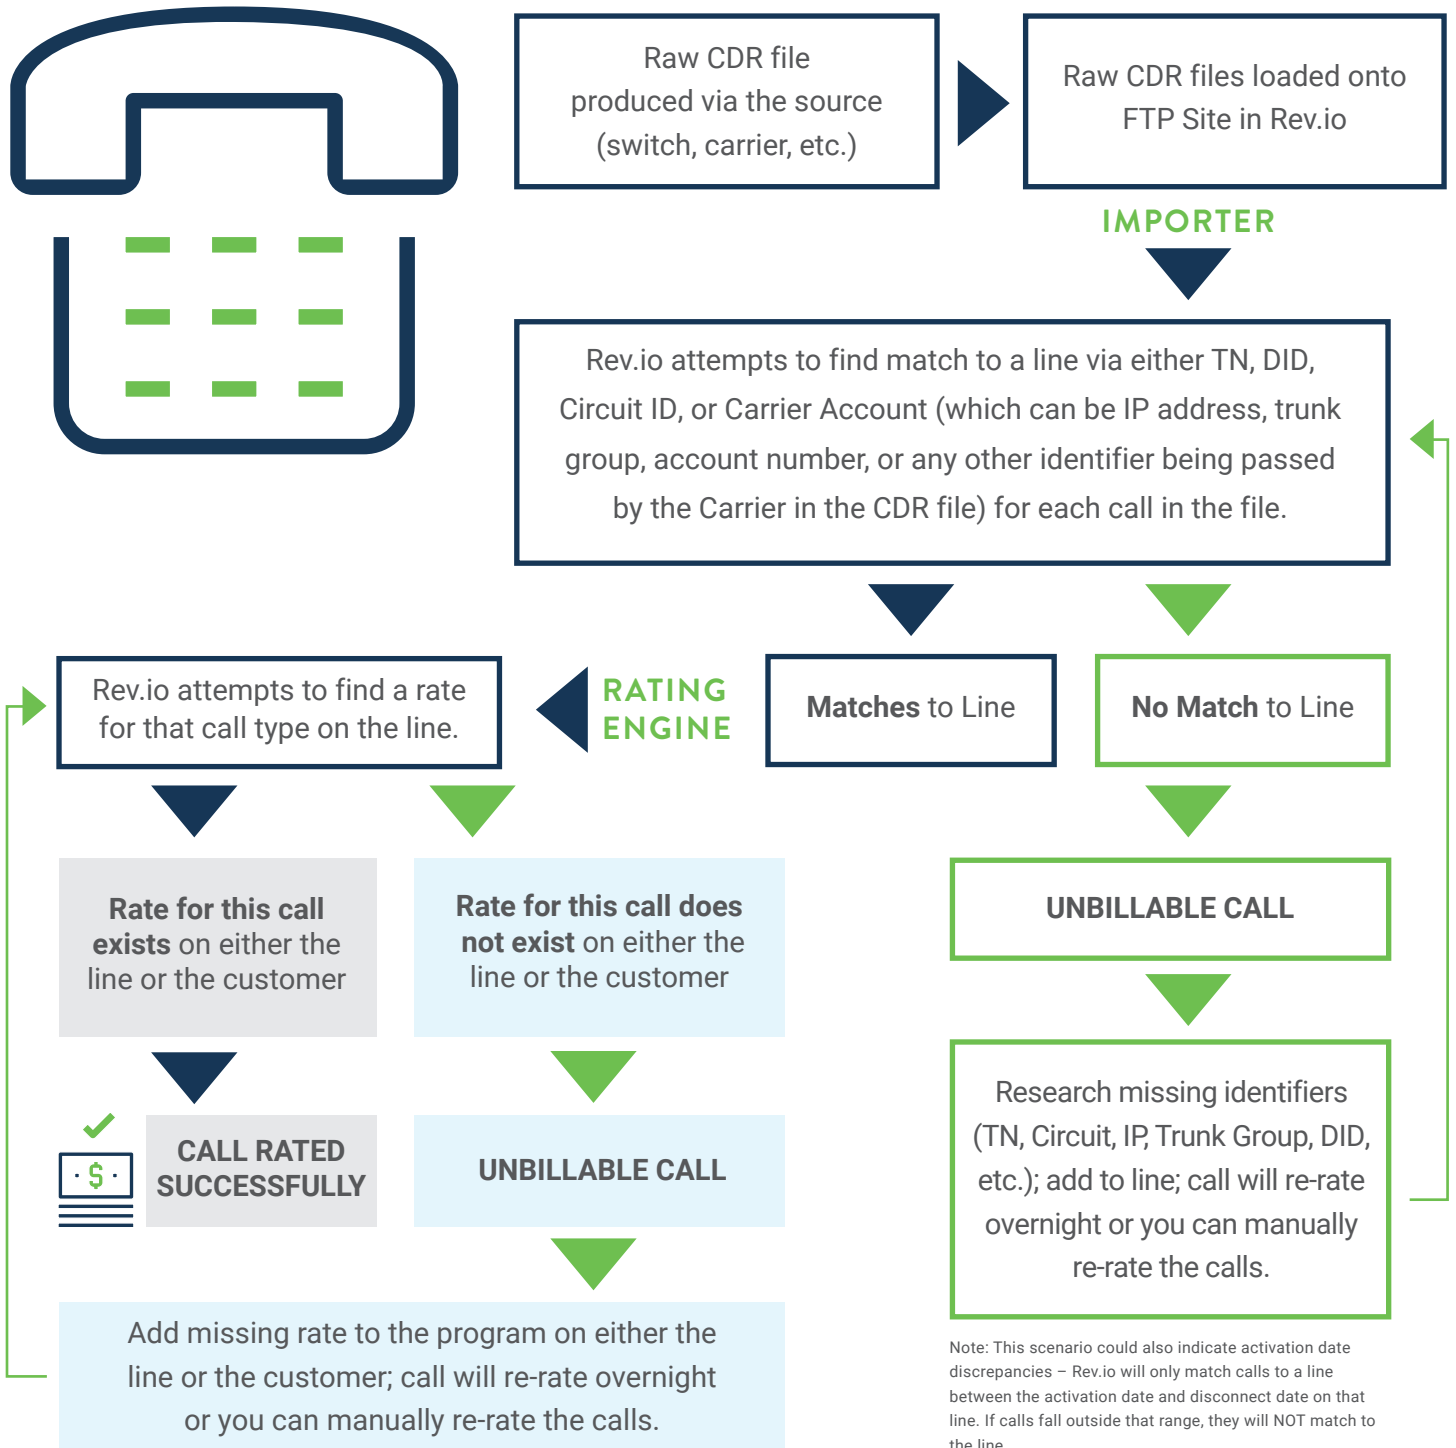 Raw CDR file
produced via the source
(switch, carrier, etc.)
Raw CDR files loaded onto
FTP Site in Rev.io
IMPORTER
Rev.io attempts to find match to a line via either TN, DID,
Circuit ID, or Carrier Account (which can be IP address, trunk
group, account number, or any other identifier being passed
by the Carrier in the CDR file) for each call in the file.
Matches to Line
No Match to Line
RATING
ENGINE
Rev.io attempts to find a rate
for that call type on the line.
Rate for this call
exists on either the
line or the customer
Rate for this call does
not exist on either the
line or the customer
UNBILLABLE CALL
Research missing identifiers
(TN, Circuit, IP, Trunk Group, DID,
etc.); add to line; call will re-rate
overnight or you can manually
re-rate the calls.
$
CALL RATED
SUCCESSFULLY
UNBILLABLE CALL
Add missing rate to the program on either the
line or the customer; call will re-rate overnight
or you can manually re-rate the calls.
Note: This scenario could also indicate activation date
discrepancies – Rev.io will only match calls to a line
between the activation date and disconnect date on that
line. If calls fall outside that range, they will NOT match to
the line